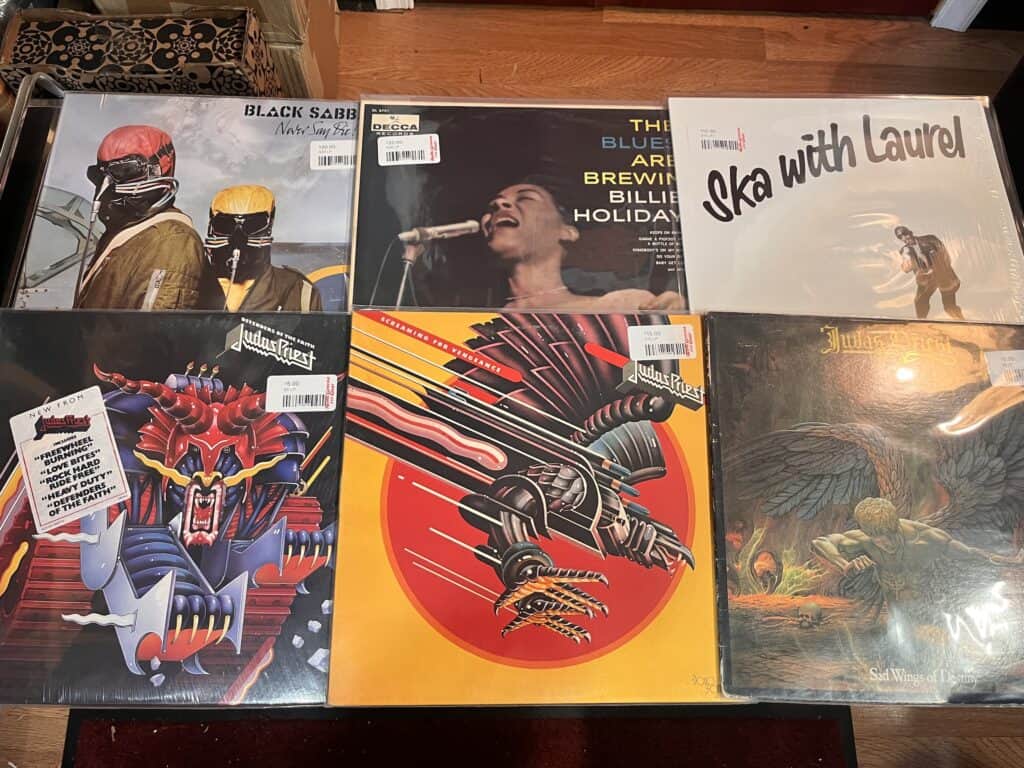 BLACK SABB
Never Say Die!
DECCA
RECORDS
THE
BLUES
ARE
BREWIN
BILLIE
HOLIDAY
Ska with Laurel
DEFENDERS OF THE FAITH
Judas Priest
NEW FROM
Judas Priest
INCLUDES
"FREEWHEEL
BURNING"
"LOVE BITES"
"ROCK HARD
RIDE FREE"
"HEAVY DUTY"
"DEFENDERS
OF THE FAITH"
SCREAMING FOR VENGEANCE
Judas Priest
Judas Priest
Sad Wings of Destiny